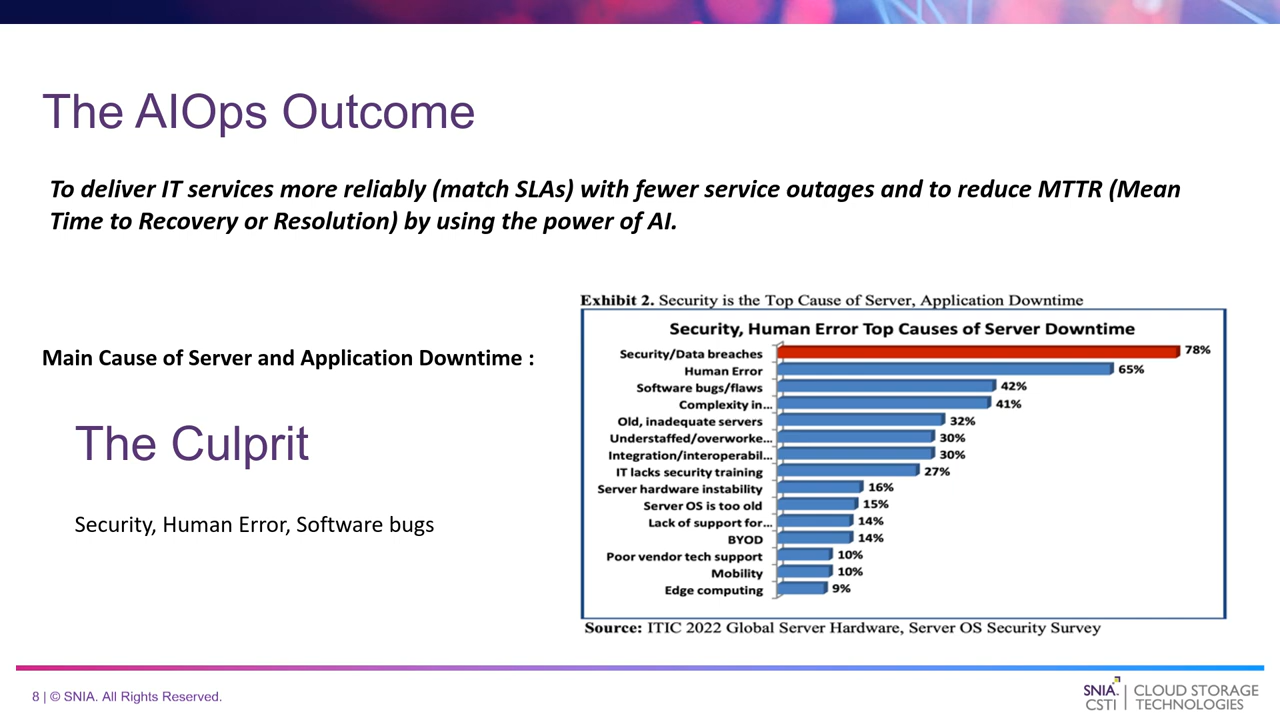 The AIOps Outcome
To deliver IT services more reliably (match SLAs) with fewer service outages and to reduce MTTR (Mean
Time to Recovery or Resolution) by using the power of AI.
Main Cause of Server and Application Downtime :
The Culprit
Security, Human Error, Software bugs
Exhibit 2. Security is the Top Cause of Server, Application Downtime
Security, Human Error Top Causes of Server Downtime
Security/Data breaches 78%
Human Error 65%
Software bugs/flaws 42%
Complexity in... 41%
Old, inadequate servers 32%
Understaffed/overworke... 30%
Integration/interoperabil... 30%
IT lacks security training 27%
Server hardware instability 16%
Server OS is too old 15%
Lack of support for... 14%
BYOD 14%
Poor vendor tech support 10%
Mobility 10%
Edge computing 9%
Source: ITIC 2022 Global Server Hardware, Server OS Security Survey
8 | © SNIA. All Rights Reserved.
SNIA. | CLOUD STORAGE
CSTI | TECHNOLOGIES